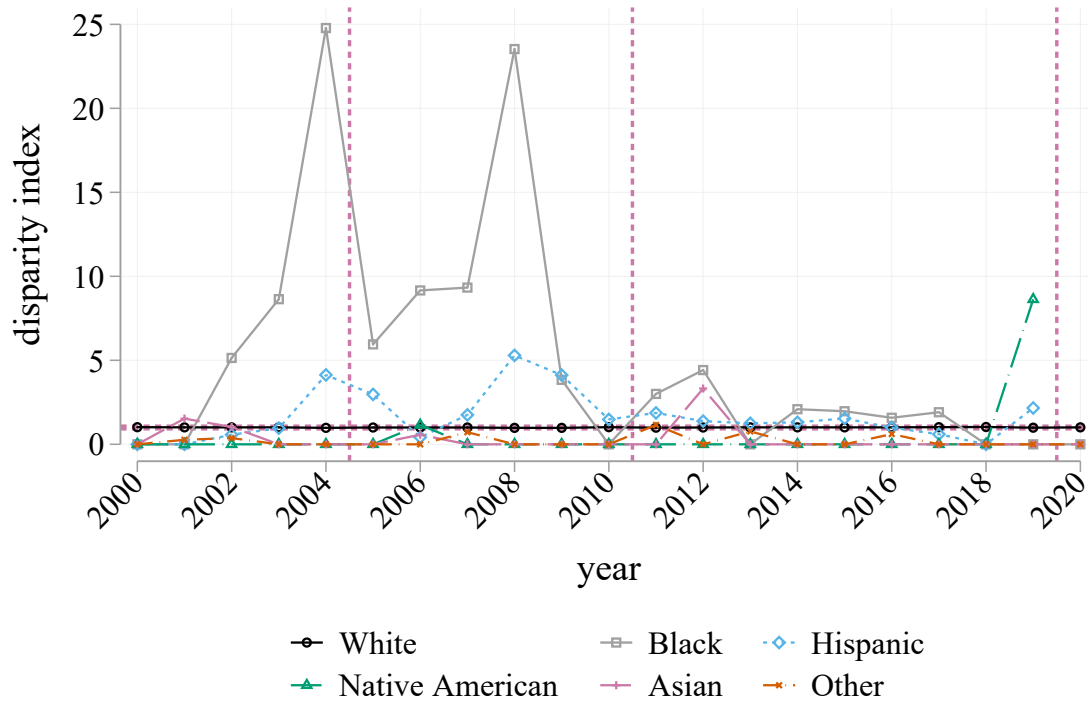 25
20
15
10
5
0
disparity index
2000
2002
2004
2006
2008
2010
2012
2014
2016
2018
2020
year
White
Black
Hispanic
Native American
Asian
Other